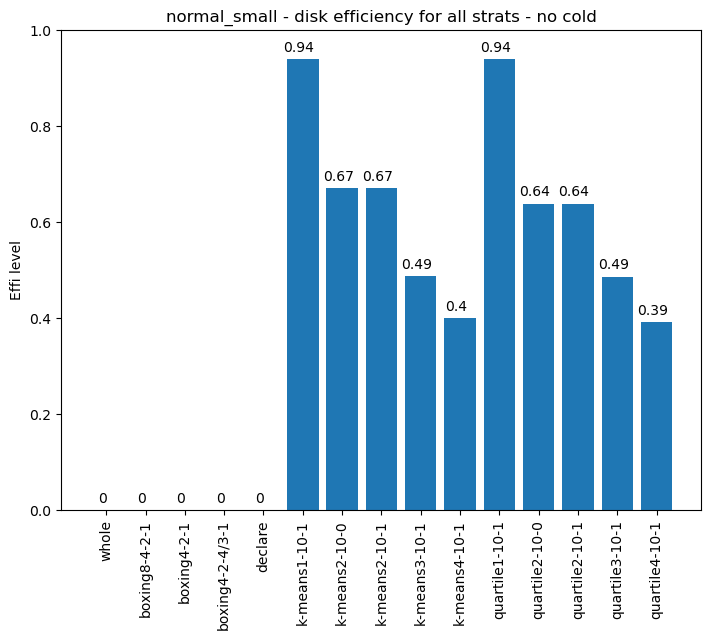 normal_small - disk efficiency for all strats - no cold
Effi level
1.0
0.8
0.6
0.4
0.2
0.0
0
0
0
0
0
0.94
0.67
0.67
0.49
0.4
0.94
0.64
0.64
0.49
0.39
whole
boxing8-4-2-1
boxing4-2-1
boxing4-2-4/3-1
declare
k-means1-10-1
k-means2-10-0
k-means2-10-1
k-means3-10-1
k-means4-10-1
quartile1-10-1
quartile2-10-0
quartile2-10-1
quartile3-10-1
quartile4-10-1